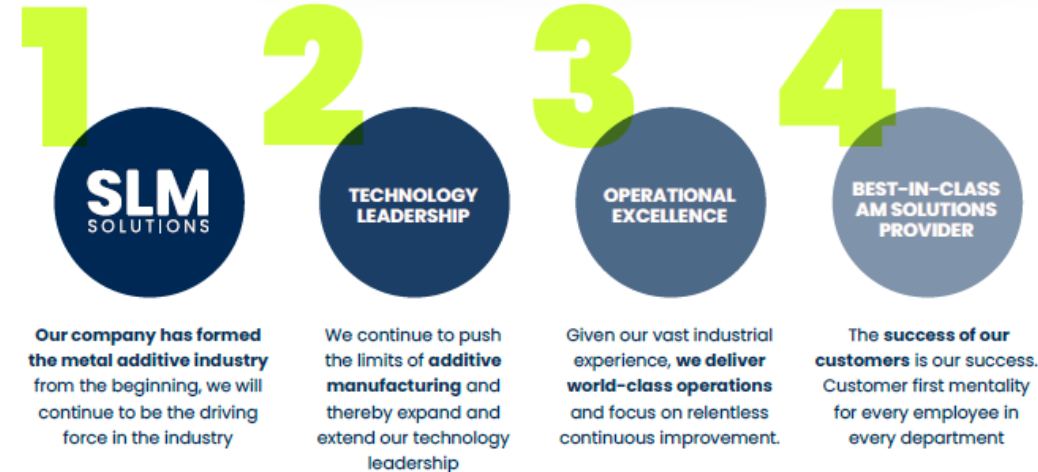 1
SLM
SOLUTIONS
Our company has formed
the metal additive industry
from the beginning, we will
continue to be the driving
force in the industry
2
TECHNOLOGY
LEADERSHIP
We continue to push
the limits of additive
manufacturing and
thereby expand and
extend our technology
leadership
3
OPERATIONAL
EXCELLENCE
Given our vast industrial
experience, we deliver
world-class operations
and focus on relentless
continuous improvement.
4
BEST-IN-CLASS
AM SOLUTIONS
PROVIDER
The success of our
customers is our success.
Customer first mentality
for every employee in
every department